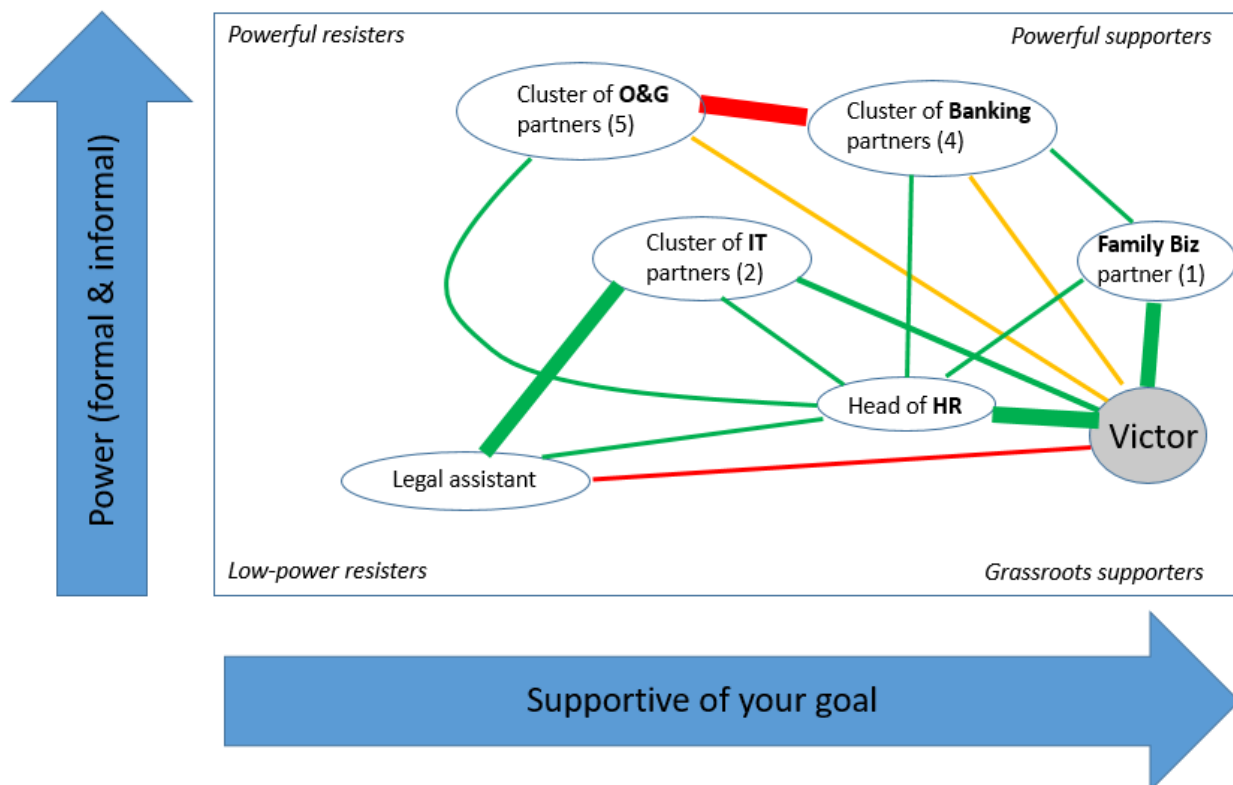 Power (formal & informal)
Powerful resisters
Powerful supporters
Cluster of O&G
partners (5)
Cluster of Banking
partners (4)
Cluster of IT
partners (2)
Family Biz
partner (1)
Head of HR
Victor
Legal assistant
Low-power resisters
Grassroots supporters
Supportive of your goal